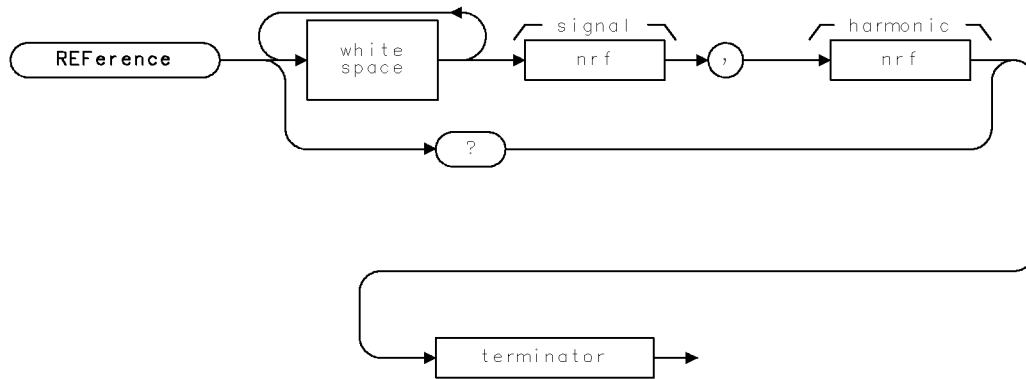 signal
harmonic
REFerence
white
space
nrf
,
nrf
?
terminator